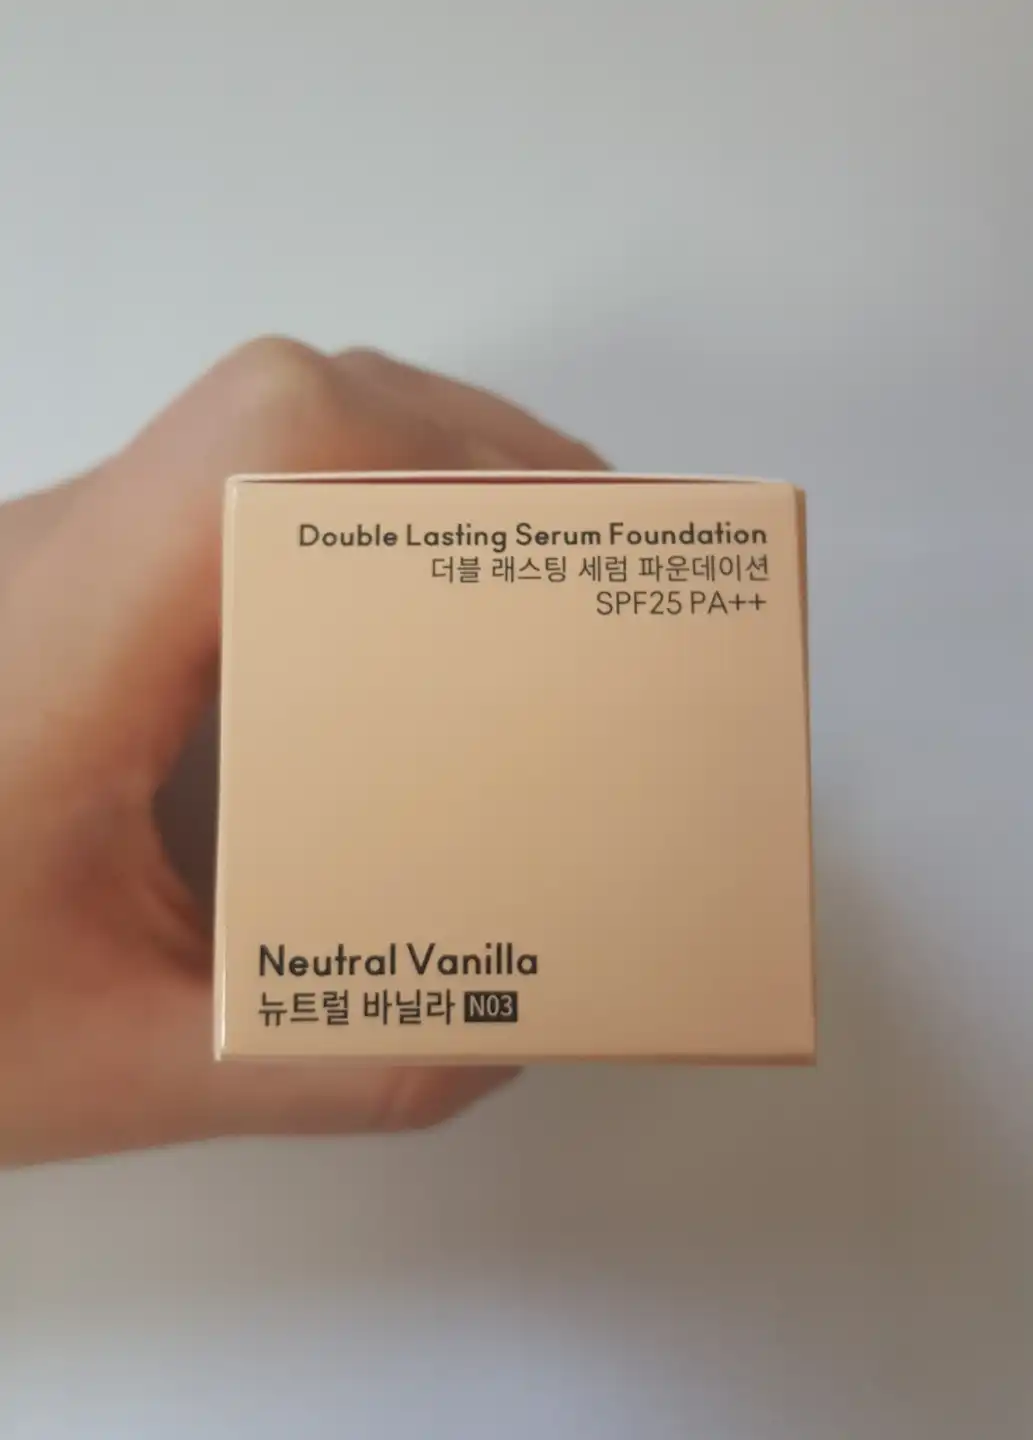 Double Lasting Serum Foundation
더블 래스팅 세럼 파운데이션
SPF25 PA++
Neutral Vanilla
뉴트럴 바닐라 N03